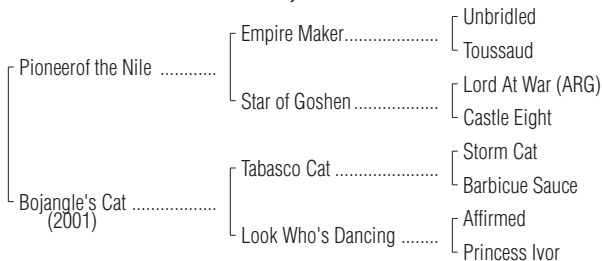 Unbridled
Empire Maker....................
Toussaud
Pioneerof the Nile ............
Lord At War (ARG)
Star of Goshen..................
Castle Eight
Storm Cat
Tabasco Cat ......................
Barbicue Sauce
Bojangle's Cat ..................
(2001)
Affirmed
Look Who's Dancing ........
Princess Ivor